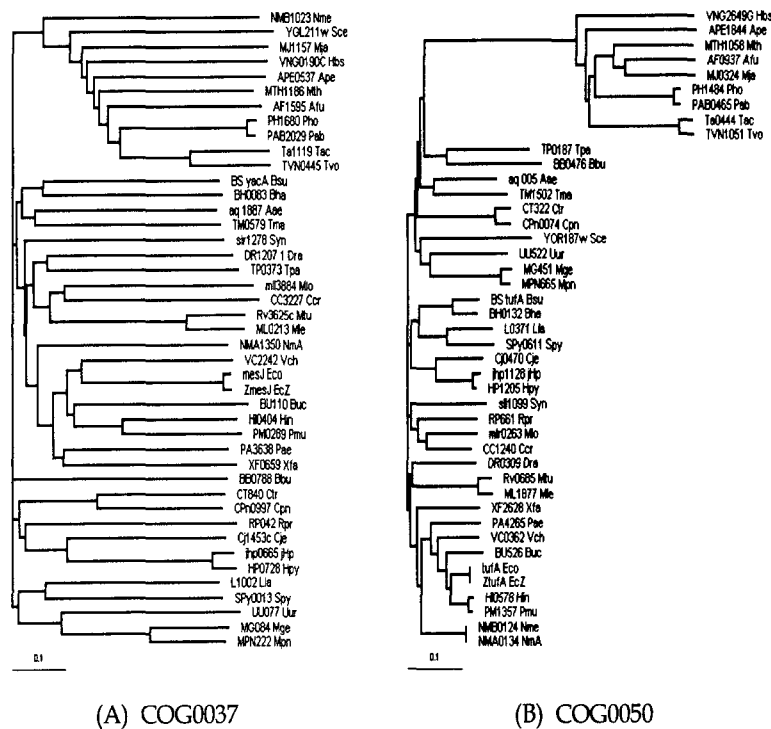 NMB1023 Nme
YGL211w Sce
MJ1157 Mja
VNG0190C Hbs
APE0537 Ape
MTH1186 Mth
AF1595 Afu
PH1680 Pho
PAB2029 Pab
Ta1119 Tac
TVN0445 Tvo
BS yacA Bsu
BH0083 Bha
aq 1887 Aae
TM0579 Tma
slr1278 Syn
DR1207 1 Dra
TP0373 Tpa
mll3884 Mlo
CC3227 Ccr
Rv3625c Mtu
ML0213 Mle
NMA1350 NmA
VC2242 Vch
mesJ Eco
ZmesJ EcZ
BU110 Buc
HI0404 Hin
PM0269 Pmu
PA3638 Pae
XF0659 Xfa
BB0788 Bbu
CT840 Ctr
CPn0997 Cpn
RP042 Rpr
Cj1453c Cje
jhp0665 jHp
HP0728 Hpy
L1002 Lla
SPy0013 Spy
UU077 Uur
MG084 Mge
MPN222 Mpn
0.1
(A) COG0037
VNG2649G Hbs
APE1844 Ape
MTH1058 Mth
AF0937 Afu
MJ0324 Mja
PH1484 Pho
PAB0465 Pab
Ta0444 Tac
TVN1051 Tvo
TP0187 Tpa
BB0476 Bbu
aq 005 Aae
TM1502 Tma
CT322 Ctr
CPn0074 Cpn
YOR187w Sce
UU522 Uur
MG451 Mge
MPN665 Mpn
BS tufA Bsu
BH0132 Bha
L0371 Lla
SPy0611 Spy
Cj0470 Cje
jhp1128 jHp
HP1205 Hpy
sll1099 Syn
RP661 Rpr
mlr0263 Mlo
CC1240 Ccr
DR0309 Dra
Rv0685 Mtu
ML1877 Mle
XF2628 Xfa
PA4265 Pae
VC0362 Vch
BU526 Buc
tufA Eco
ZtufA EcZ
HI0578 Hin
PM1357 Pmu
NMB0124 Nme
NMA0134 NmA
0.1
(B) COG0050